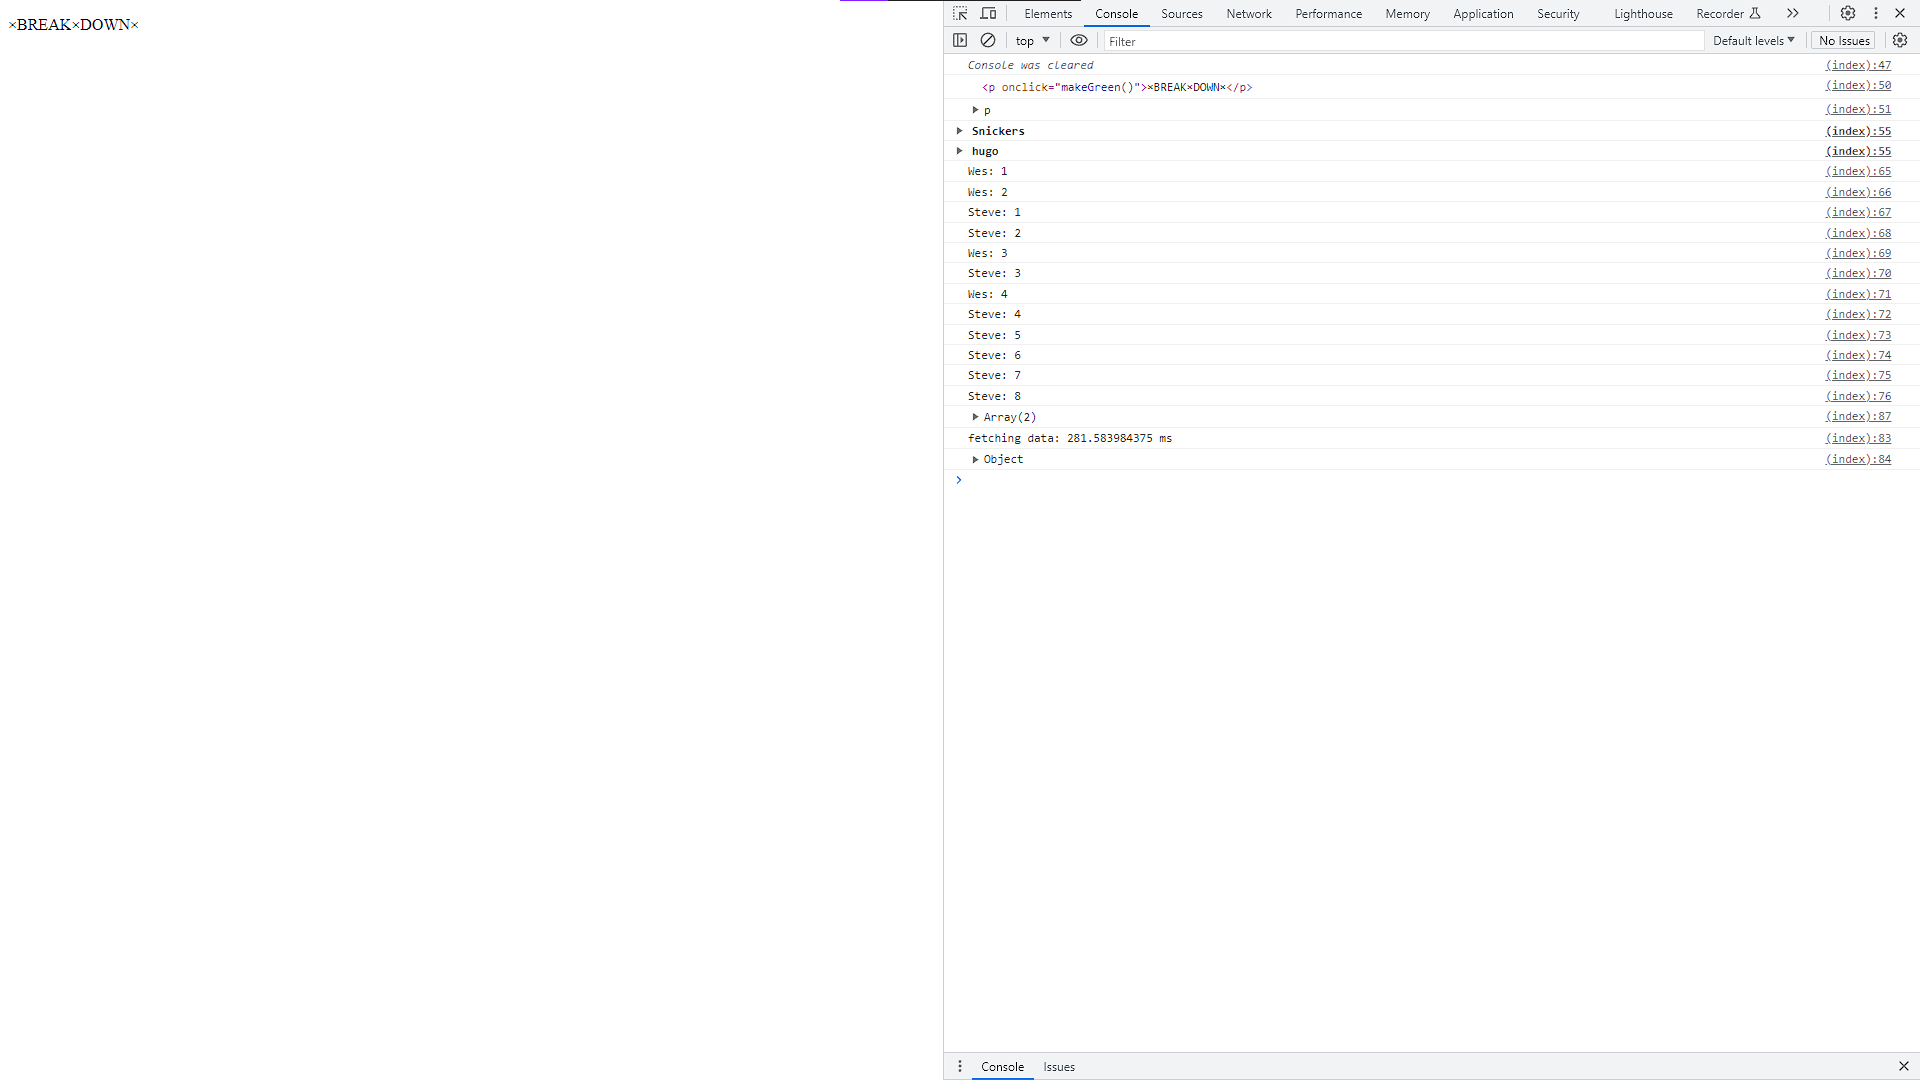 ×BREAK×DOWN×
Elements Console Sources Network Performance Memory Application Security Lighthouse Recorder
top Filter Default levels No Issues
Console was cleared (index):47
<p onclick="makeGreen()">×BREAK×DOWN×</p> (index):50
p (index):51
Snickers (index):55
hugo (index):55
Wes: 1 (index):65
Wes: 2 (index):66
Steve: 1 (index):67
Steve: 2 (index):68
Wes: 3 (index):69
Steve: 3 (index):70
Wes: 4 (index):71
Steve: 4 (index):72
Steve: 5 (index):73
Steve: 6 (index):74
Steve: 7 (index):75
Steve: 8 (index):76
Array(2) (index):87
fetching data: 281.583984375 ms (index):83
Object (index):84
Console Issues